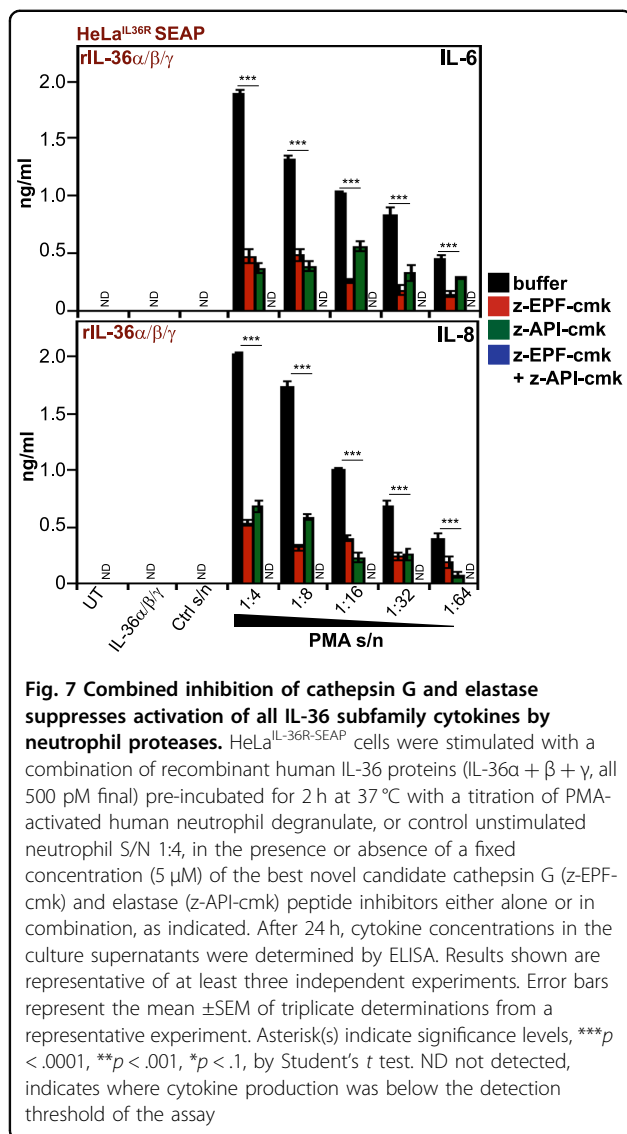 HeLaIL36R SEAP
rIL-36α/β/γ IL-6
2.0
***
1.5
***
***
1.0
***
***
0.5
0
ng/ml
ND ND ND ND ND ND ND ND
buffer
z-EPF-cmk
z-API-cmk
z-EPF-cmk
+ z-API-cmk
rIL-36α/β/γ IL-8
2.0
***
***
1.5
***
1.0
***
***
0.5
0
ng/ml
ND ND ND ND ND ND ND ND
UT IL-36α/β/γ Ctrl s/n 1:4 1:8 1:16 1:32 1:64
PMA s/n
Fig. 7 Combined inhibition of cathepsin G and elastase
suppresses activation of all IL-36 subfamily cytokines by
neutrophil proteases. HeLaIL-36R-SEAP cells were stimulated with a
combination of recombinant human IL-36 proteins (IL-36α + β + γ, all
500 pM final) pre-incubated for 2 h at 37 °C with a titration of PMA-
activated human neutrophil degranulate, or control unstimulated
neutrophil S/N 1:4, in the presence or absence of a fixed
concentration (5 μM) of the best novel candidate cathepsin G (z-EPF-
cmk) and elastase (z-API-cmk) peptide inhibitors either alone or in
combination, as indicated. After 24 h, cytokine concentrations in the
culture supernatants were determined by ELISA. Results shown are
representative of at least three independent experiments. Error bars
represent the mean ±SEM of triplicate determinations from a
representative experiment. Asterisk(s) indicate significance levels, ***p
< .0001, **p < .001, *p < .1, by Student's t test. ND not detected,
indicates where cytokine production was below the detection
threshold of the assay